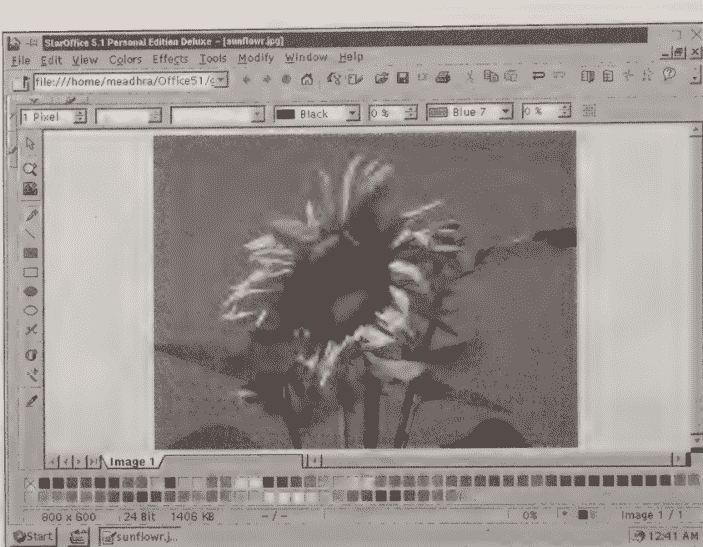 StarOffice 5.1 Personal Edition Deluxe - [sunflowr.jpg]
File Edit View Colors Effects Tools Modify Window Help
file:///home/meadhra/Office51/
1 Pixel Black 0 % Blue 7 0 %
Image 1
800 x 600 24 Bit 1406 KB -/- 0% Image 1 / 1
Start sunflowr.j... 12:41 AM